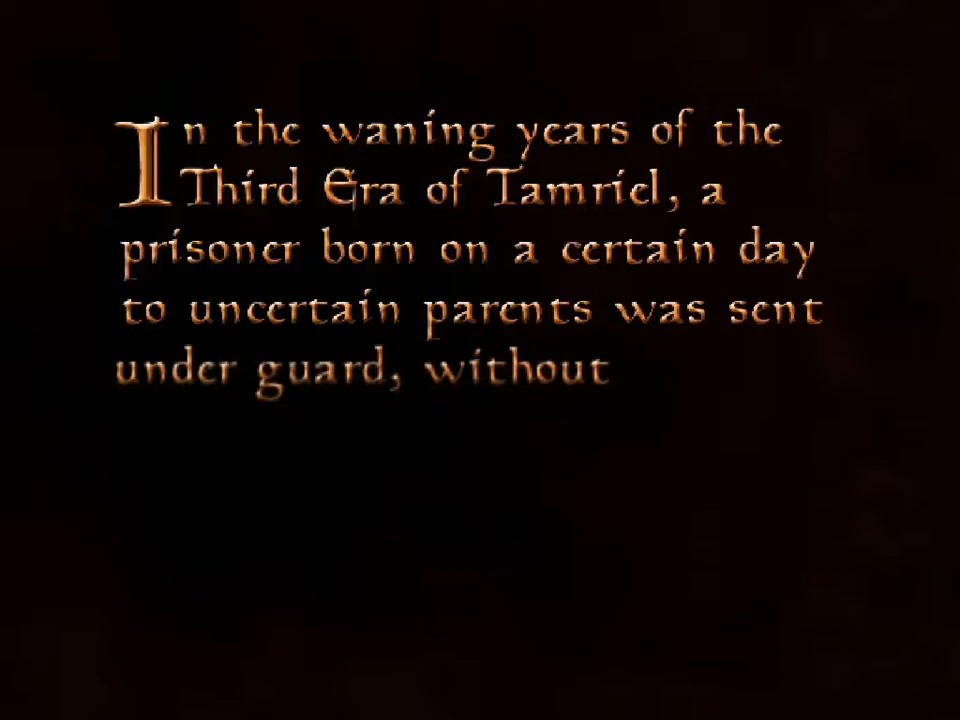 In the waning years of the
Third Era of Tamriel, a
prisoner born on a certain day
to uncertain parents was sent
under guard, without